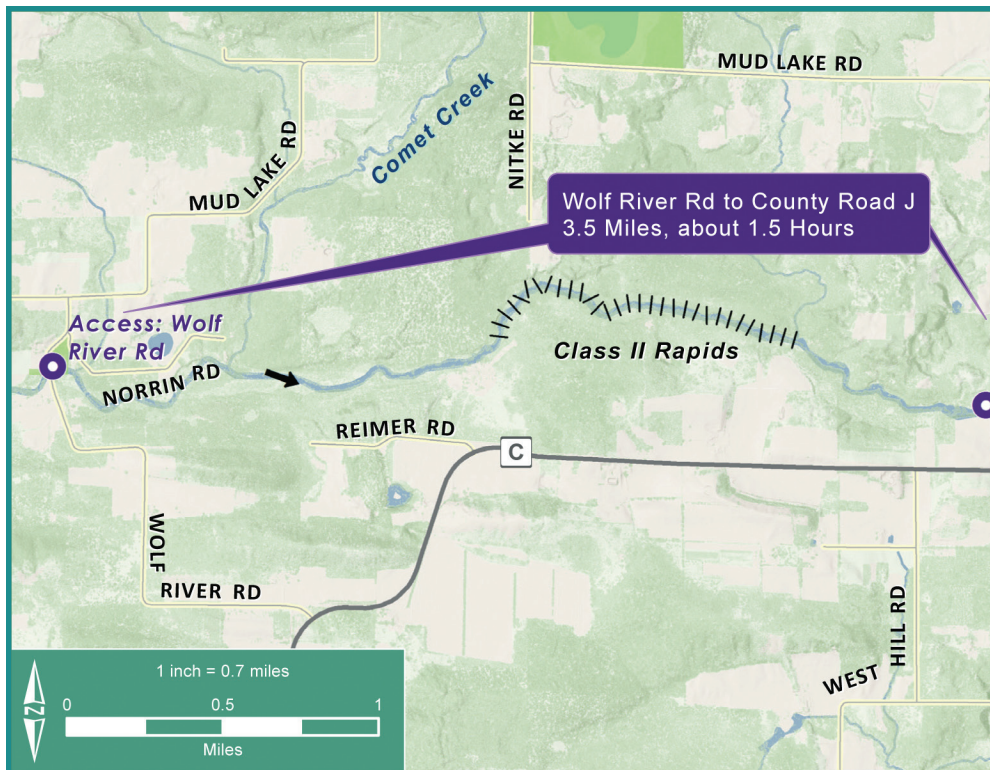 MUD LAKE RD
Comet Creek
NITKE RD
MUD LAKE RD
Wolf River Rd to County Road J
3.5 Miles, about 1.5 Hours
Access: Wolf
River Rd
Class II Rapids
NORRIN RD
REIMER RD
C
WOLF
RIVER RD
HILL RD
WEST
N
1 inch = 0.7 miles
0 0.5 1
Miles